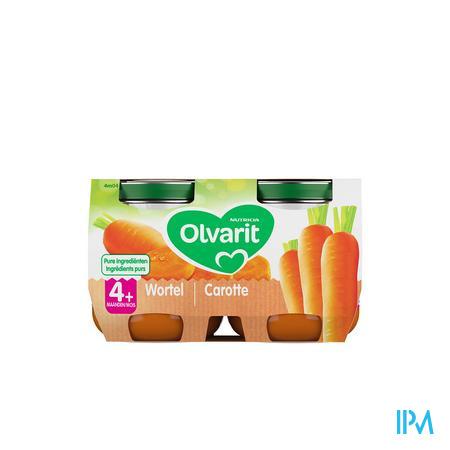 4m04
NUTRICIA
Olvarit
Pure ingrediënten
Ingrédients purs
4+
MAANDEN/MOIS
Wortel | Carotte
IPM